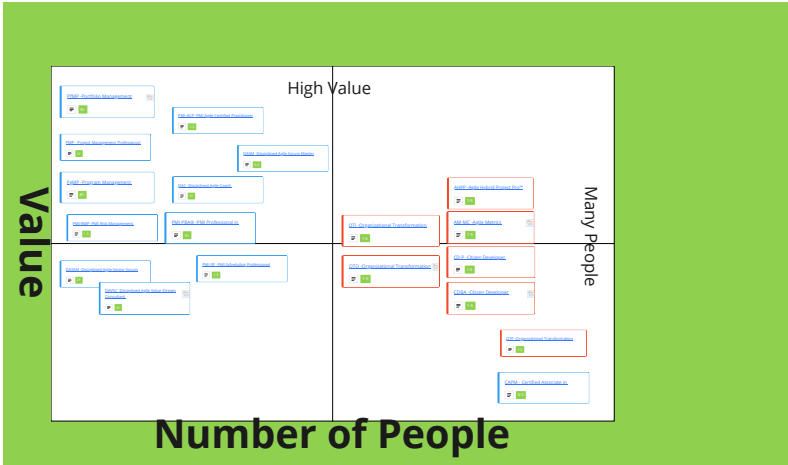 High Value
PfMP -Portfolio Management
PMI-ACP -PMI Agile Certified Practitioner
PMP - Project Management Professional
DASM -Disciplined Agile Scrum Master
PgMP -Program Management
DAC -Disciplined Agile Coach
AHPP -Agile Hybrid Project Pro™
PMI-RMP -PMI Risk Management
PMI-PBA® -PMI Professional in
OTI -Organizational Transformation
AM-MC -Agile Metrics
Many People
Value
DASSM -Disciplined Agile Senior Scrum
PMI-SP -PMI Scheduling Professional
OTO -Organizational Transformation
CD-P -Citizen Developer
DAVSC -Disciplined Agile Value Stream
Consultant
CDBA -Citizen Developer
OTF -Organizational Transformation
CAPM - Certified Associate in
Number of People